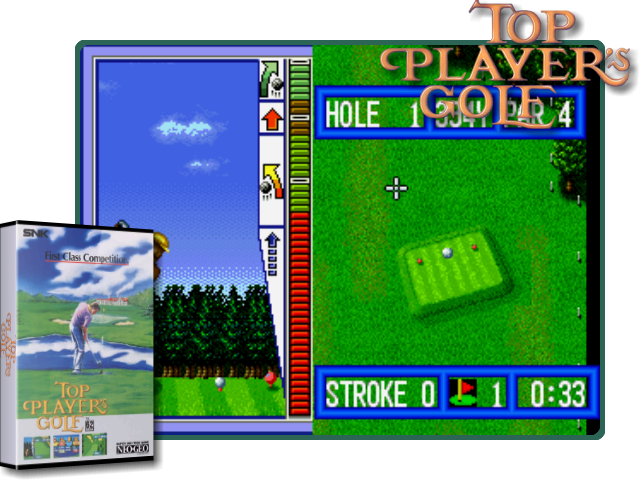 TOP
PLAYER'S
GOLF
HOLE 1
PAR 4
SNK
First Class Competition
TOP
PLAYER'S
GOLF
NEO·GEO
STROKE 0
1
0:33